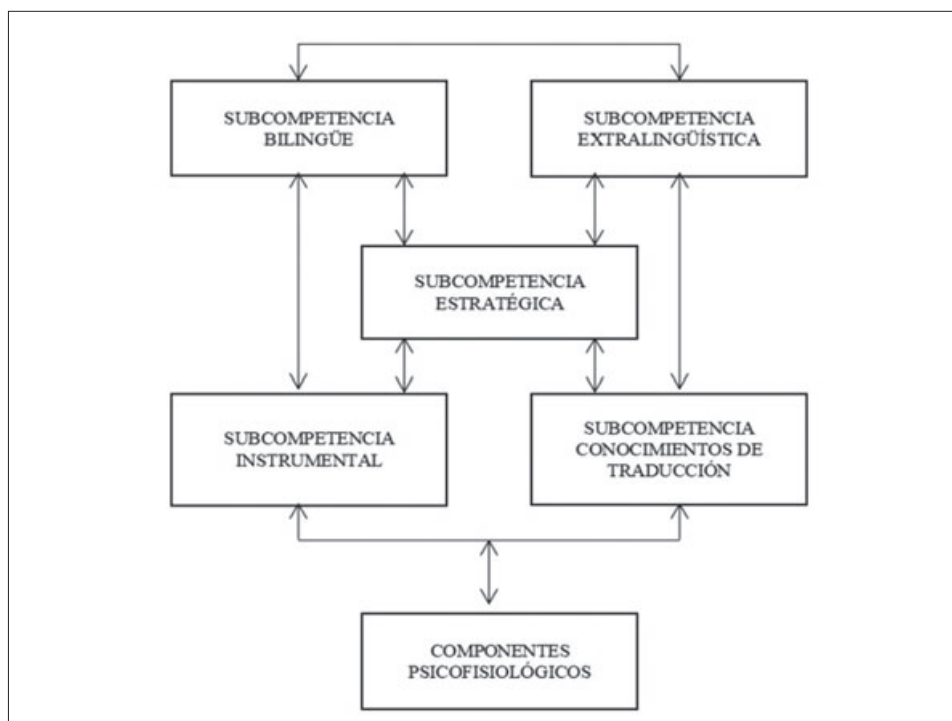 SUBCOMPETENCIA
BILINGÜE
SUBCOMPETENCIA
EXTRALINGÜÍSTICA
SUBCOMPETENCIA
ESTRATÉGICA
SUBCOMPETENCIA
INSTRUMENTAL
SUBCOMPETENCIA
CONOCIMIENTOS DE
TRADUCCIÓN
COMPONENTES
PSICOFISIOLÓGICOS